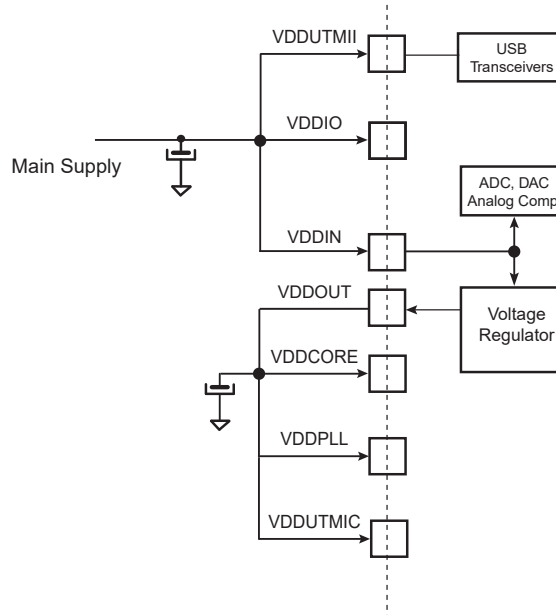 VDDUTMII
USB
Transceivers
VDDIO
Main Supply
ADC, DAC
Analog Comp.
VDDIN
VDDOUT
Voltage
Regulator
VDDCORE
VDDPLL
VDDUTMIC